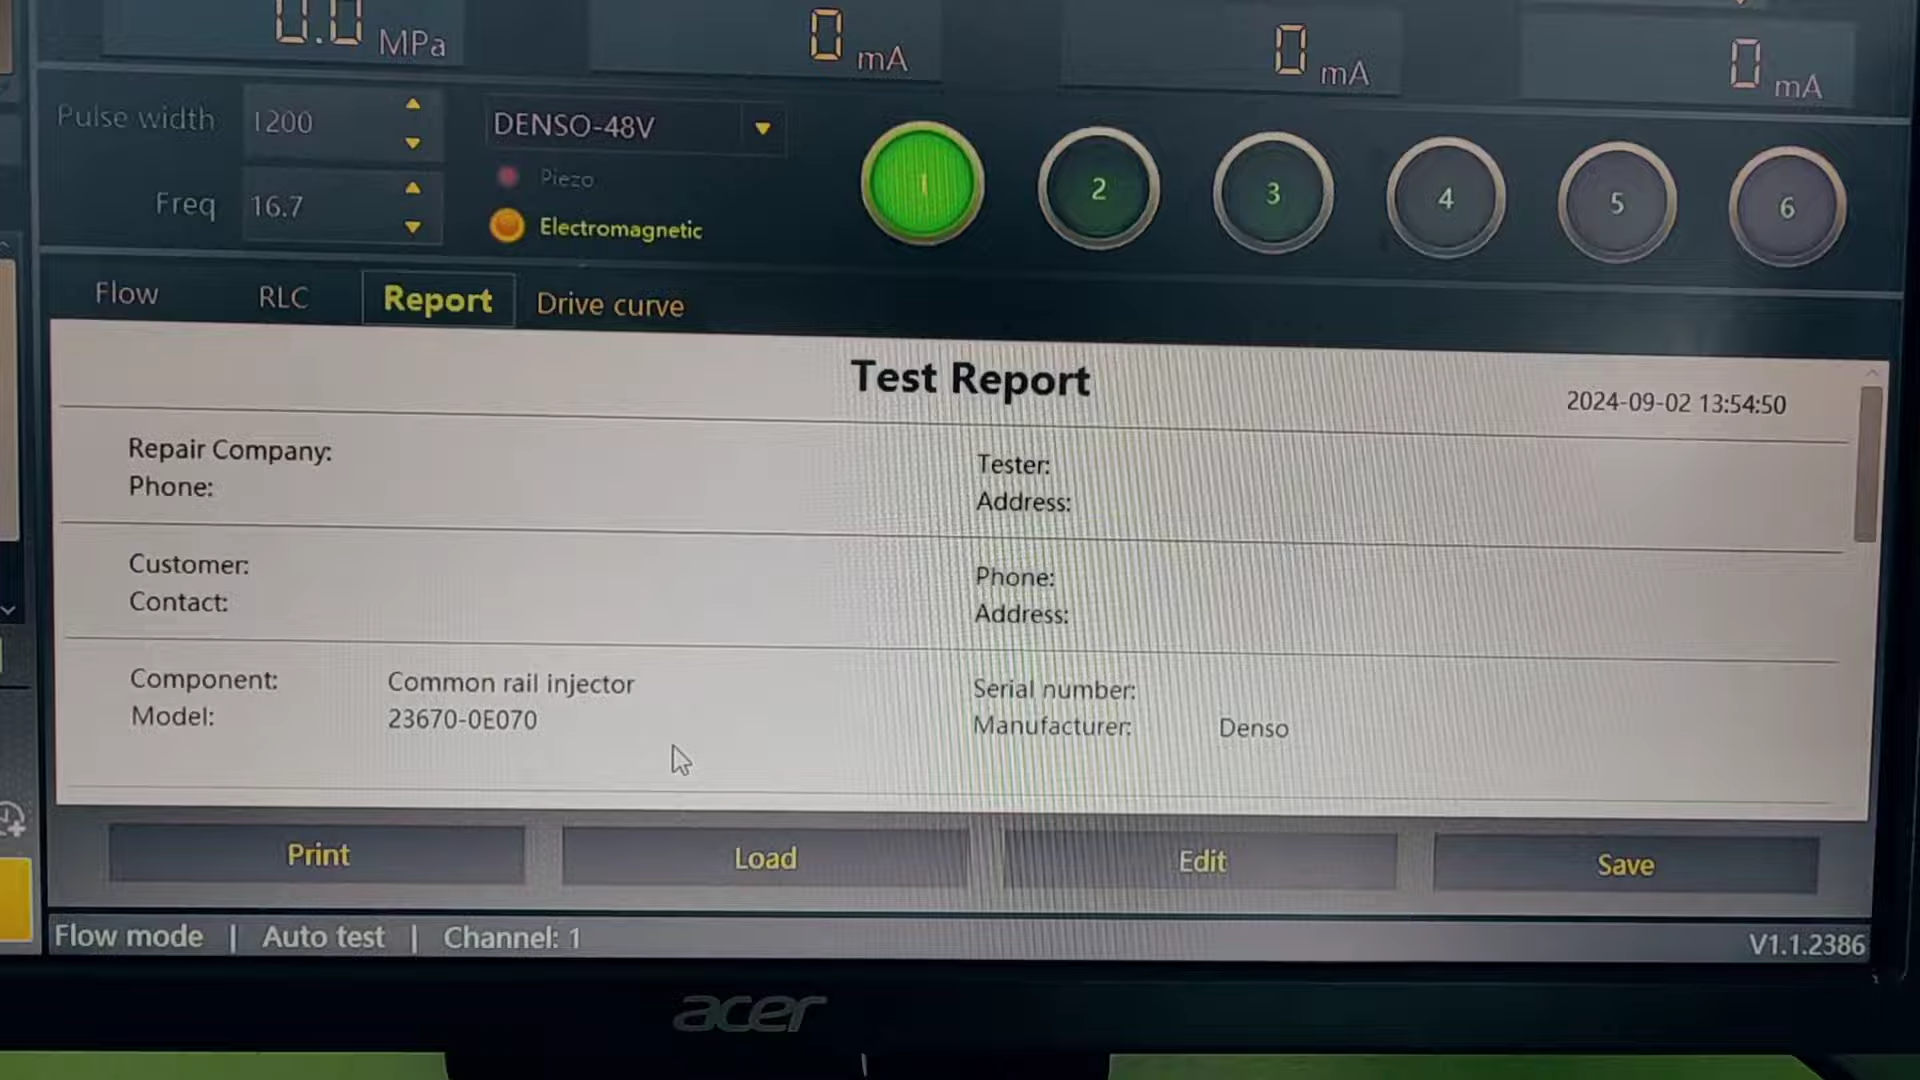 0.0 MPa 0 mA 0 mA 0 mA
Pulse width 1200 DENSO-48V
Piezo
Freq 16.7 Electromagnetic
1 2 3 4 5 6
Flow RLC Report Drive curve
Test Report
2024-09-02 13:54:50
Repair Company: Tester:
Phone: Address:
Customer: Phone:
Contact: Address:
Component: Common rail injector Serial number:
Model: 23670-0E070 Manufacturer: Denso
Print Load Edit Save
Flow mode | Auto test | Channel: 1 V1.1.2386
acer